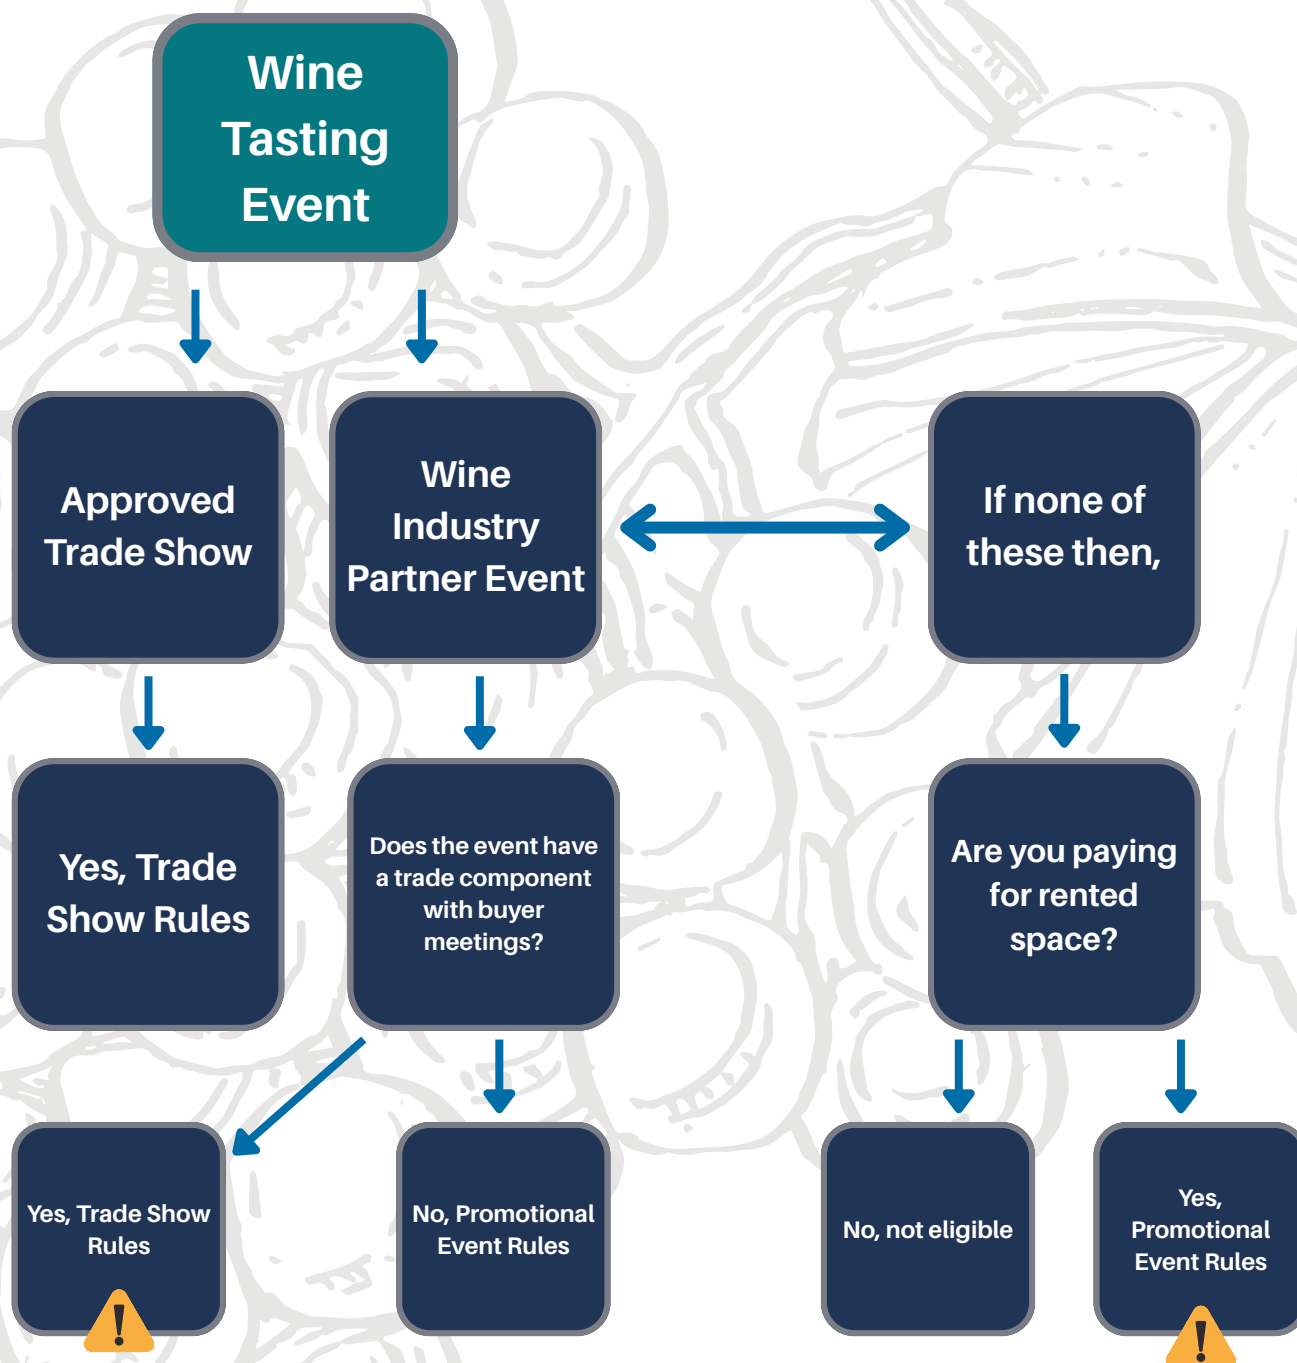 Wine
Tasting
Event
Approved
Trade Show
Wine
Industry
Partner Event
If none of
these then,
Yes, Trade
Show Rules
Does the event have
a trade component
with buyer
meetings?
Are you paying
for rented
space?
Yes, Trade Show
Rules
!
No, Promotional
Event Rules
No, not eligible
Yes,
Promotional
Event Rules
!